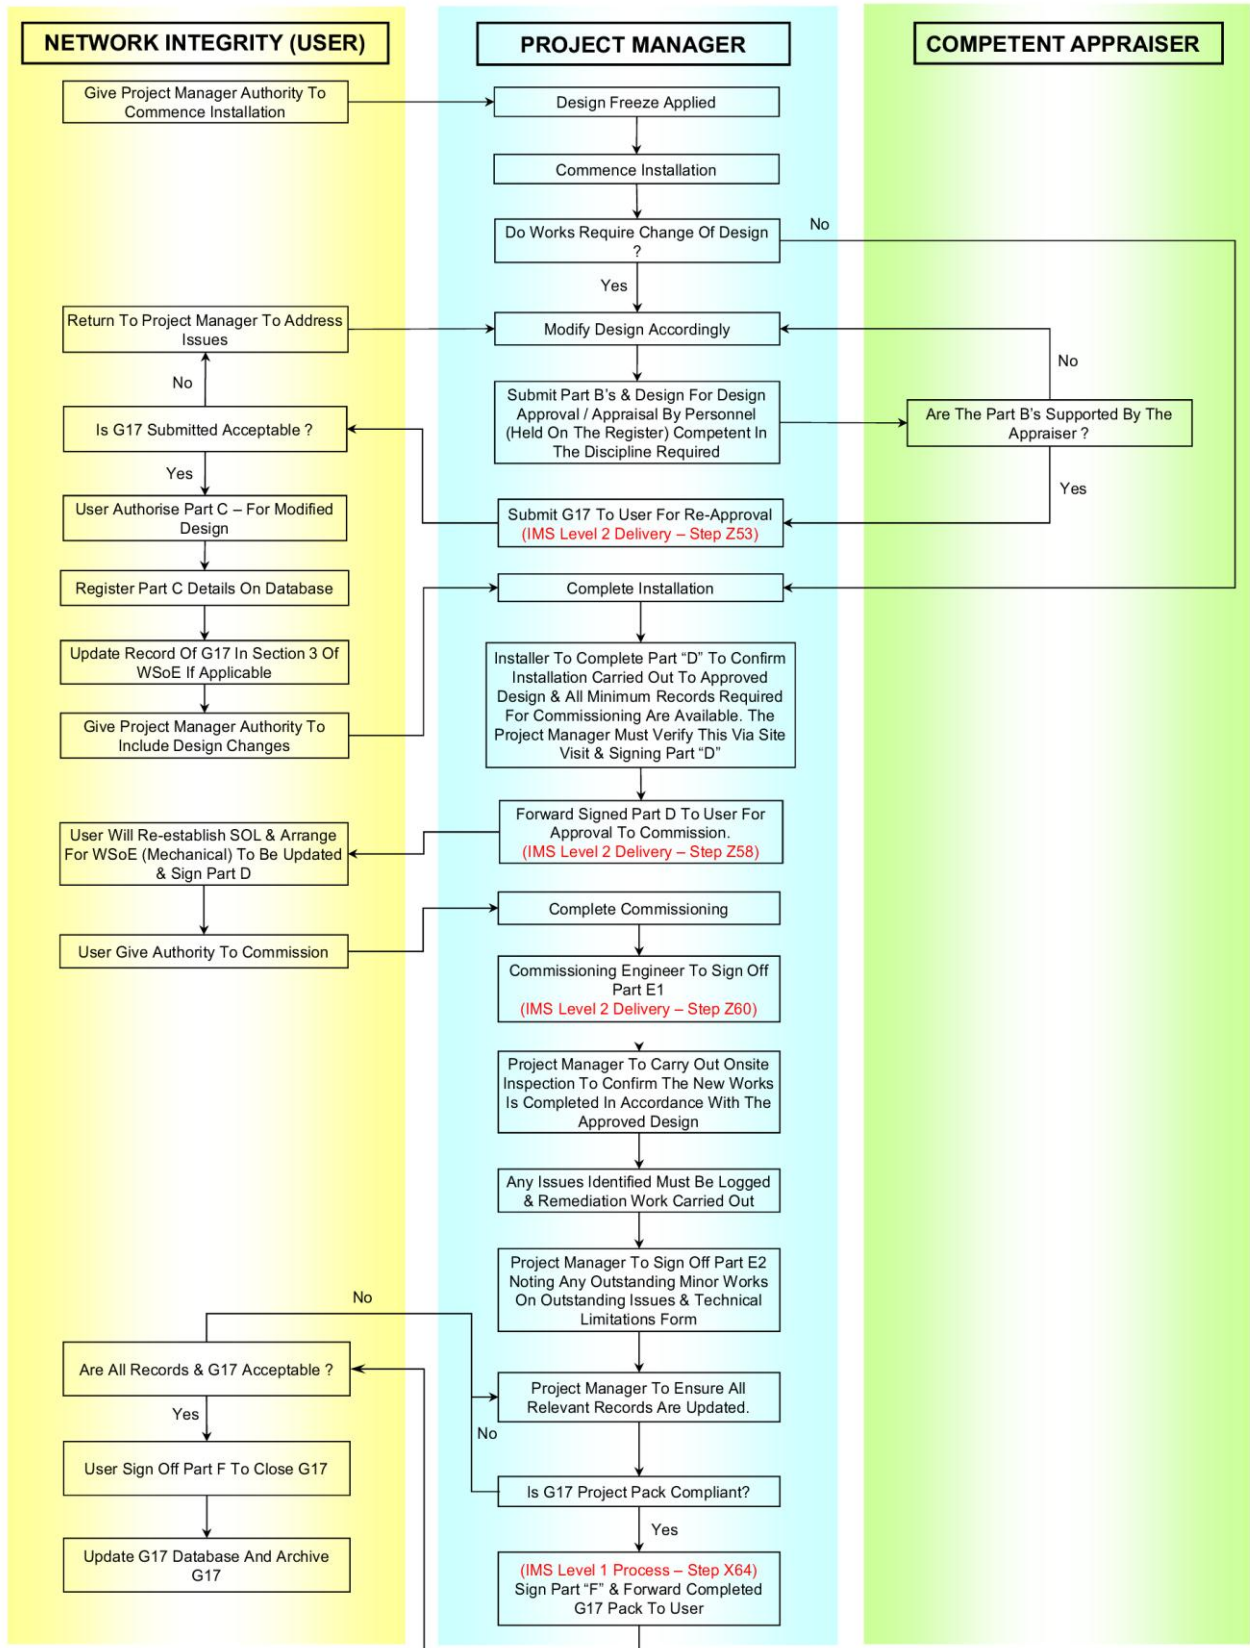 NETWORK INTEGRITY (USER)
PROJECT MANAGER
COMPETENT APPRAISER
Give Project Manager Authority To
Commence Installation
Design Freeze Applied
Commence Installation
Do Works Require Change Of Design
?
No
Yes
Return To Project Manager To Address
Issues
Modify Design Accordingly
No
No
Submit Part B's & Design For Design
Approval / Appraisal By Personnel
(Held On The Register) Competent In
The Discipline Required
Is G17 Submitted Acceptable ?
Are The Part B's Supported By The
Appraiser ?
Yes
Yes
User Authorise Part C – For Modified
Design
Submit G17 To User For Re-Approval
(IMS Level 2 Delivery – Step Z53)
Register Part C Details On Database
Complete Installation
Update Record Of G17 In Section 3 Of
WSoE If Applicable
Installer To Complete Part “D” To Confirm
Installation Carried Out To Approved
Design & All Minimum Records Required
For Commissioning Are Available. The
Project Manager Must Verify This Via Site
Visit & Signing Part “D”
Give Project Manager Authority To
Include Design Changes
Forward Signed Part D To User For
Approval To Commission.
(IMS Level 2 Delivery – Step Z58)
User Will Re-establish SOL & Arrange
For WSoE (Mechanical) To Be Updated
& Sign Part D
Complete Commissioning
User Give Authority To Commission
Commissioning Engineer To Sign Off
Part E1
(IMS Level 2 Delivery – Step Z60)
Project Manager To Carry Out Onsite
Inspection To Confirm The New Works
Is Completed In Accordance With The
Approved Design
Any Issues Identified Must Be Logged
& Remediation Work Carried Out
Project Manager To Sign Off Part E2
Noting Any Outstanding Minor Works
On Outstanding Issues & Technical
Limitations Form
No
Are All Records & G17 Acceptable ?
Project Manager To Ensure All
Relevant Records Are Updated.
Yes
No
User Sign Off Part F To Close G17
Is G17 Project Pack Compliant?
Yes
Update G17 Database And Archive
G17
(IMS Level 1 Process – Step X64)
Sign Part “F” & Forward Completed
G17 Pack To User